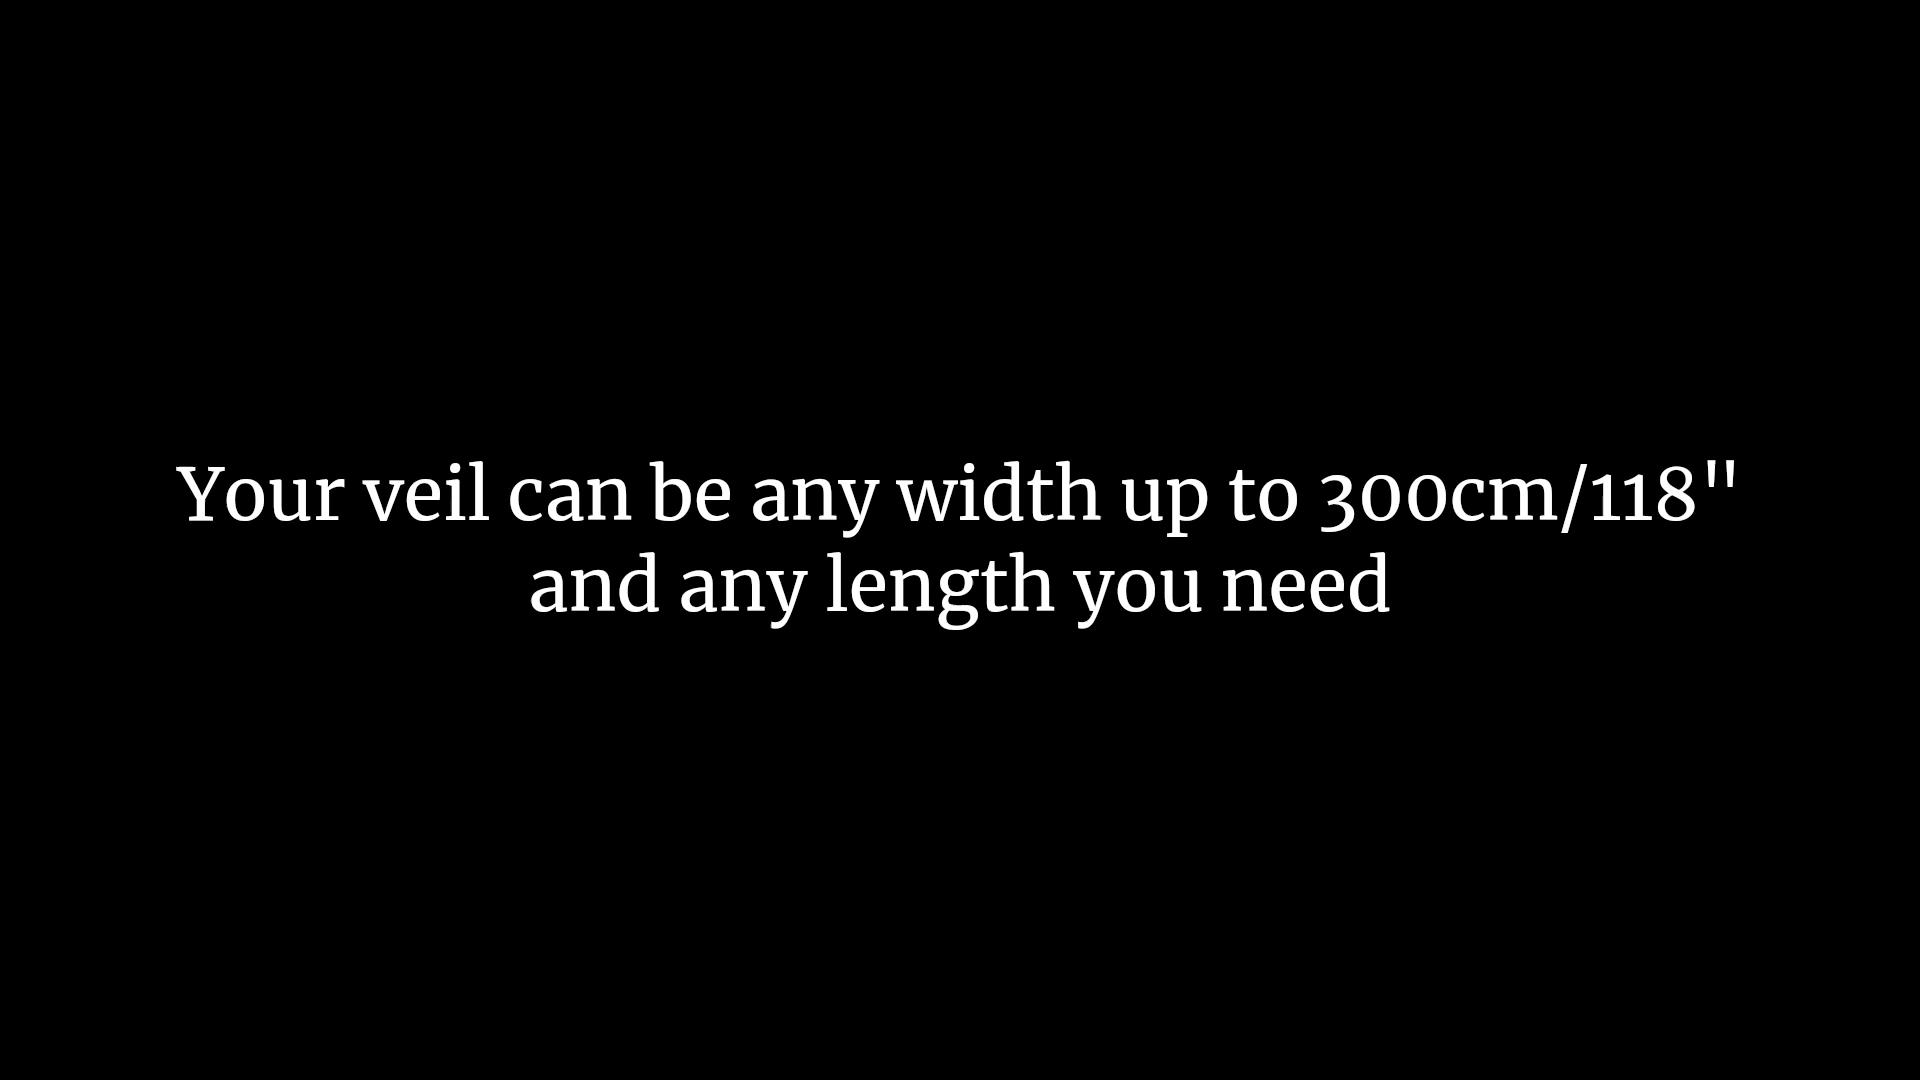 Your veil can be any width up to 300cm/118"
and any length you need